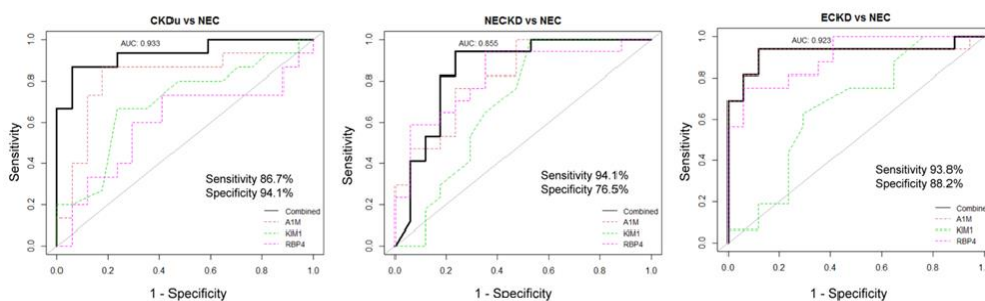 CKDu vs NEC
AUC: 0.933
Sensitivity
1.0
0.8
0.6
0.4
0.2
0.0
Sensitivity 86.7%
Specificity 94.1%
Combined
A1M
KIM1
RBP4
0.0 0.2 0.4 0.6 0.8 1.0
1 - Specificity
NECKD vs NEC
AUC: 0.855
Sensitivity
1.0
0.8
0.6
0.4
0.2
0.0
Sensitivity 94.1%
Specificity 76.5%
Combined
A1M
KIM1
RBP4
0.0 0.2 0.4 0.6 0.8 1.0
1 - Specificity
ECKD vs NEC
AUC: 0.923
Sensitivity
1.0
0.8
0.6
0.4
0.2
0.0
Sensitivity 93.8%
Specificity 88.2%
Combined
A1M
KIM1
RBP4
0.0 0.2 0.4 0.6 0.8 1.0
1 - Specificity